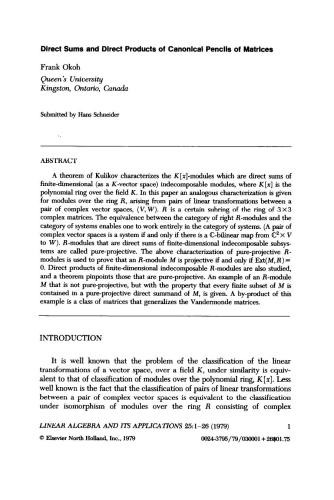 Direct Sums and Direct Products of Canonical Pencils of Matrices
Frank Okoh
Queen's University
Kingston, Ontario, Canada
Submitted by Hans Schneider
ABSTRACT
A theorem of Kulikov characterizes the K[x]-modules which are direct sums of
finite-dimensional (as a K-vector space) indecomposable modules, where K[x] is the
polynomial ring over the field K. In this paper an analogous characterization is given
for modules over the ring R, arising from pairs of linear transformations between a
pair of complex vector spaces, (V, W). R is a certain subring of the ring of 3×3
complex matrices. The equivalence between the category of right R-modules and the
category of systems enables one to work entirely in the category of systems. (A pair of
complex vector spaces is a system if and only if there is a C-bilinear map from C²×V
to W). R-modules that are direct sums of finite-dimensional indecomposable subsys-
tems are called pure-projective. The above characterization of pure-projective R-
modules is used to prove that an R-module M is projective if and only if Ext(M,R)=
0. Direct products of finite-dimensional indecomposable R-modules are also studied,
and a theorem pinpoints those that are pure-projective. An example of an R-module
M that is not pure-projective, but with the property that every finite subset of M is
contained in a pure-projective direct summand of M, is given. A by-product of this
example is a class of matrices that generalizes the Vandermonde matrices.
INTRODUCTION
It is well known that the problem of the classification of the linear
transformations of a vector space, over a field K, under similarity is equiv-
alent to that of classification of modules over the polynomial ring, K[x]. Less
well known is the fact that the classification of pairs of linear transformations
between a pair of complex vector spaces is equivalent to the classification
under isomorphism of modules over the ring R consisting of complex
LINEAR ALGEBRA AND ITS APPLICATIONS 25:1–26 (1979) 1
© Elsevier North Holland, Inc., 1979 0024-3795/79/030001+26$01.75